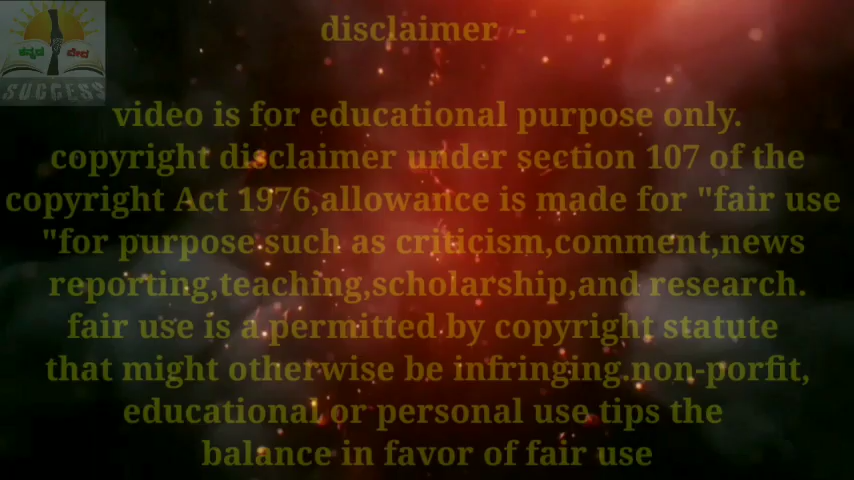 disclaimer -
ಕನ್ನಡ ವೇದ
SUCCESS
video is for educational purpose only.
copyright disclaimer under section 107 of the
copyright Act 1976,allowance is made for "fair use
"for purpose such as criticism,comment,news
reporting,teaching,scholarship,and research.
fair use is a permitted by copyright statute
that might otherwise be infringing.non-porfit,
educational or personal use tips the
balance in favor of fair use